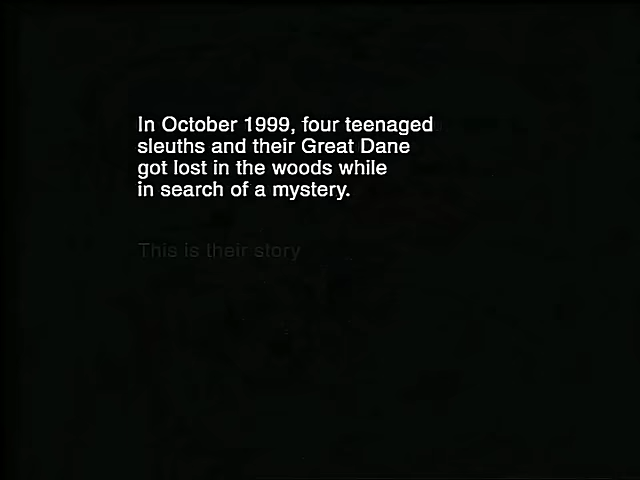 In October 1999, four teenaged
sleuths and their Great Dane
got lost in the woods while
in search of a mystery.
This is their story